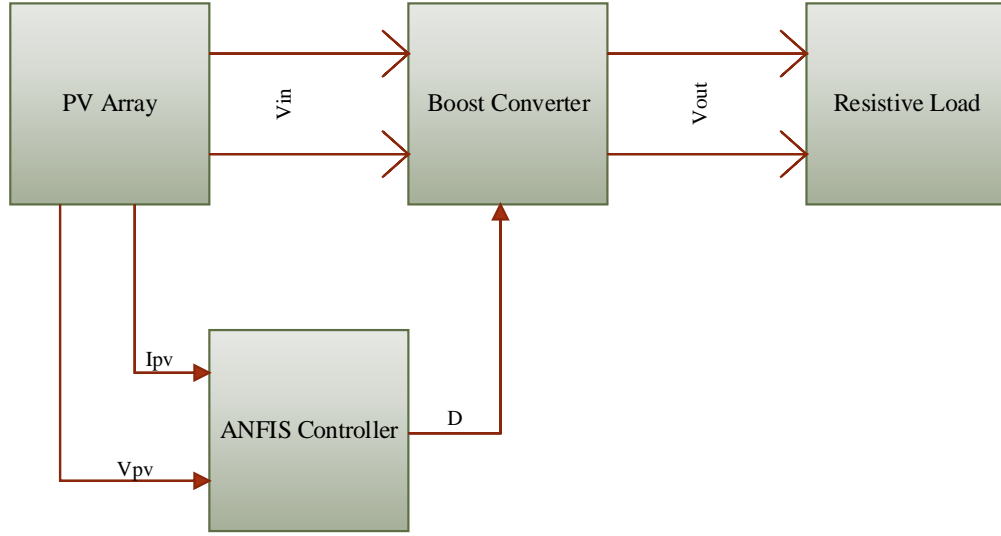 PV Array
Vin
Boost Converter
Vout
Resistive Load
Ipv
ANFIS Controller
D
Vpv